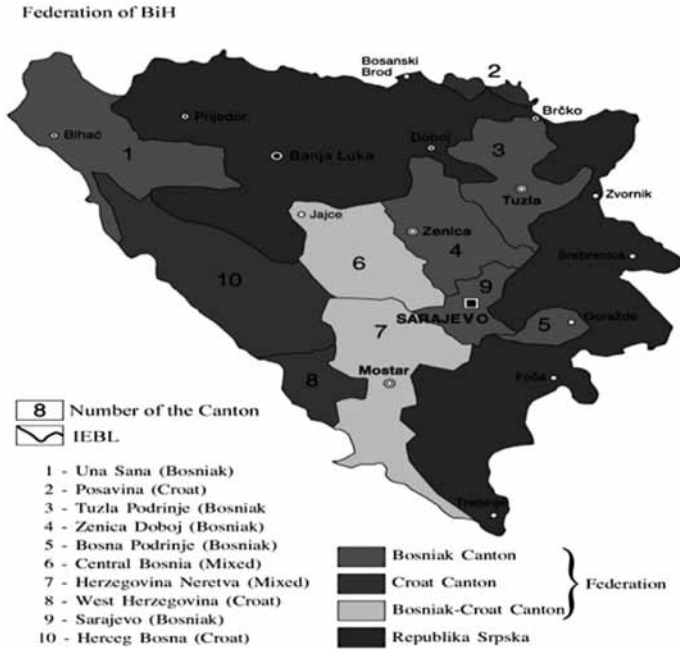 Federation of BiH
Bosanski
Brod
2
Brčko
Prijedor
Bihać
1
Banja Luka
Doboj
3
Tuzla
Zvornik
Jajce
Zenica
4
6
Srebrenica
10
9
SARAJEVO
5
Goražde
7
8
Mostar
Foča
Trebinje
8 Number of the Canton
IEBL
1 - Una Sana (Bosniak)
2 - Posavina (Croat)
3 - Tuzla Podrinje (Bosniak
4 - Zenica Doboj (Bosniak)
5 - Bosna Podrinje (Bosniak)
6 - Central Bosnia (Mixed)
7 - Herzegovina Neretva (Mixed)
8 - West Herzegovina (Croat)
9 - Sarajevo (Bosniak)
10 - Herceg Bosna (Croat)
Bosniak Canton
Croat Canton
Bosniak-Croat Canton
Federation
Republika Srpska